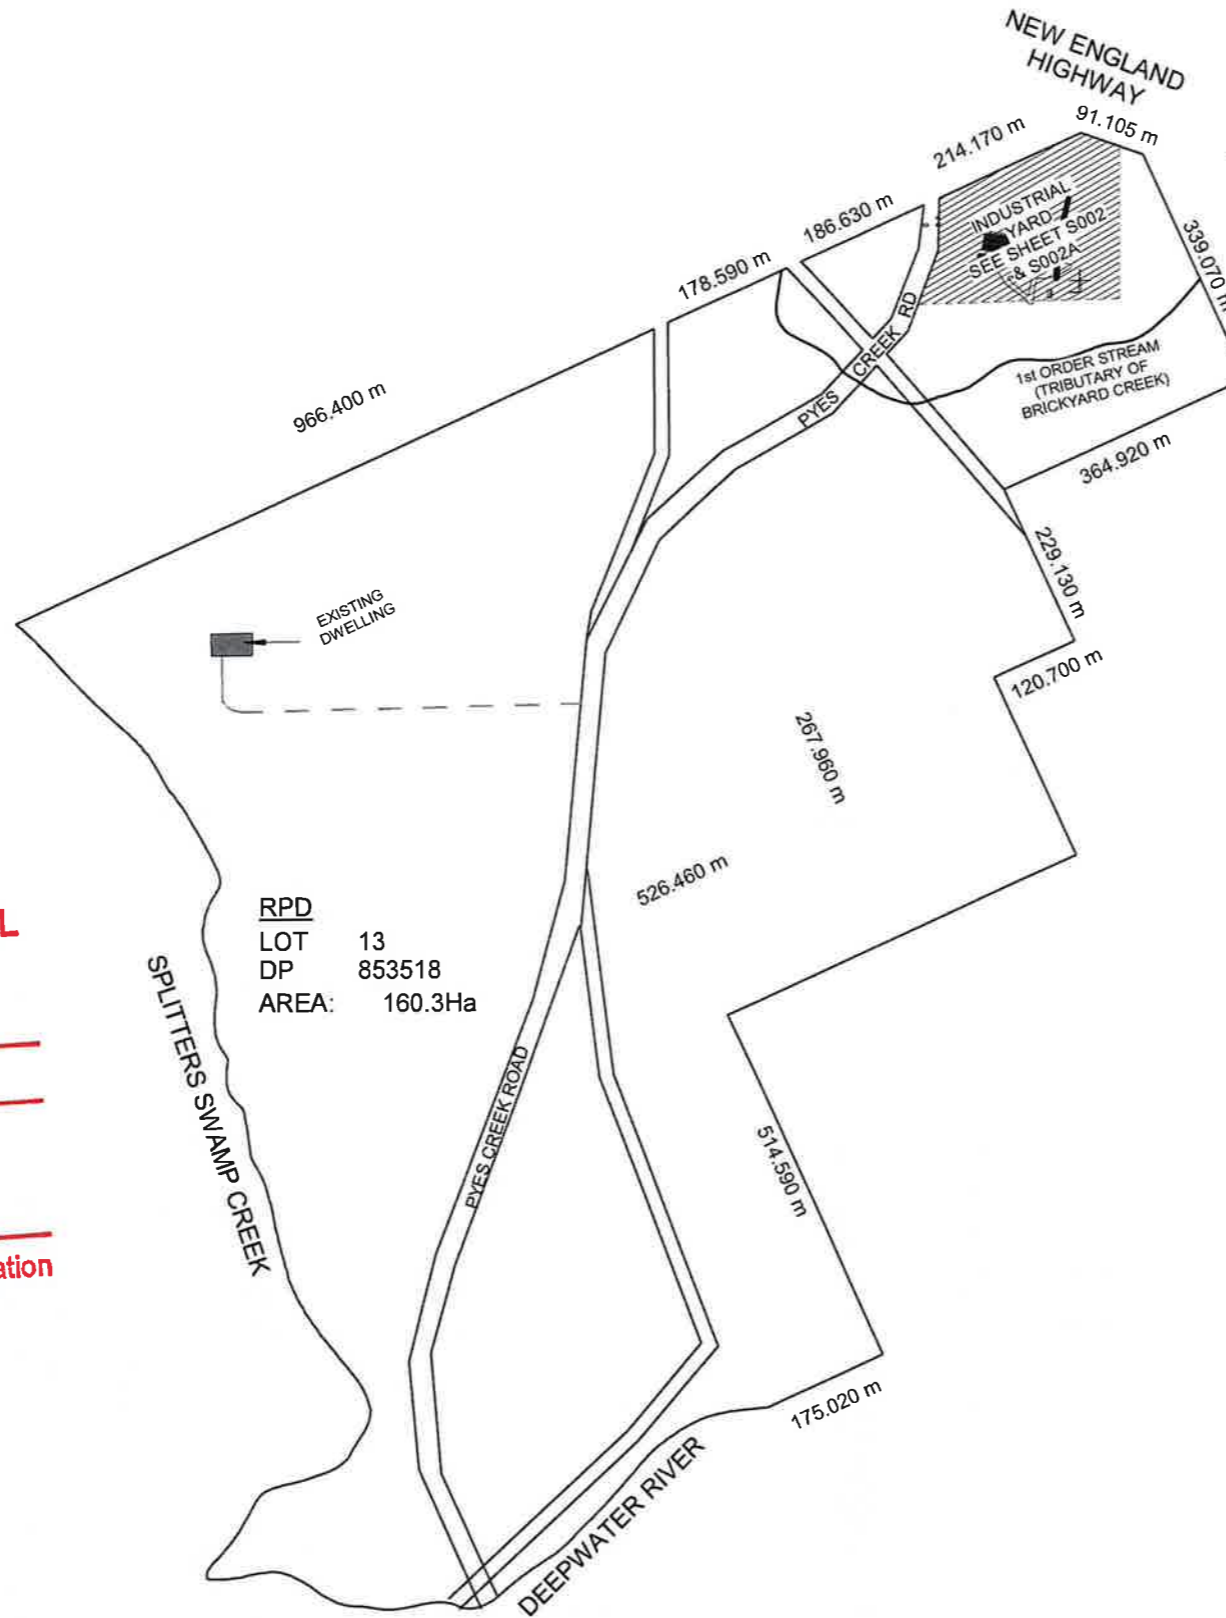 NEW ENGLAND
HIGHWAY
91.105 m
214.170 m
186.630 m
178.590 m
966.400 m
INDUSTRIAL
YARD
SEE SHEET S002
& S002A
339.070 m
PYES CREEK RD
1st ORDER STREAM
(TRIBUTARY OF
BRICKYARD CREEK)
364.920 m
229.130 m
120.700 m
EXISTING
DWELLING
267.960 m
526.460 m
L
RPD
LOT 13
DP 853518
AREA: 160.3Ha
SPLITTERS SWAMP CREEK
PYES CREEK ROAD
514.590 m
ation
175.020 m
DEEPWATER RIVER